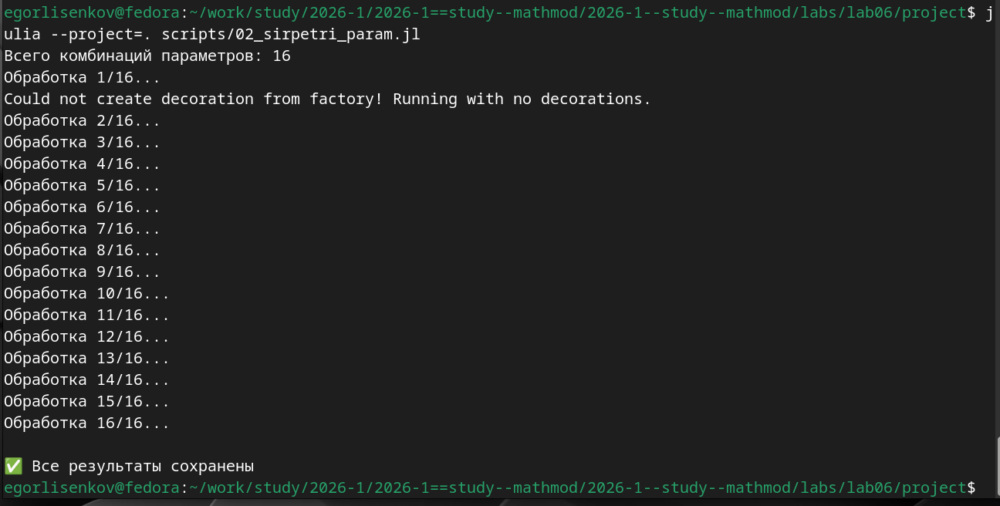 egorlisenkov@fedora:~/work/study/2026-1/2026-1==study--mathmod/2026-1--study--mathmod/labs/lab06/project$ j
ulia --project=. scripts/02_sirpetri_param.jl
Всего комбинаций параметров: 16
Обработка 1/16...
Could not create decoration from factory! Running with no decorations.
Обработка 2/16...
Обработка 3/16...
Обработка 4/16...
Обработка 5/16...
Обработка 6/16...
Обработка 7/16...
Обработка 8/16...
Обработка 9/16...
Обработка 10/16...
Обработка 11/16...
Обработка 12/16...
Обработка 13/16...
Обработка 14/16...
Обработка 15/16...
Обработка 16/16...
✅ Все результаты сохранены
egorlisenkov@fedora:~/work/study/2026-1/2026-1==study--mathmod/2026-1--study--mathmod/labs/lab06/project$